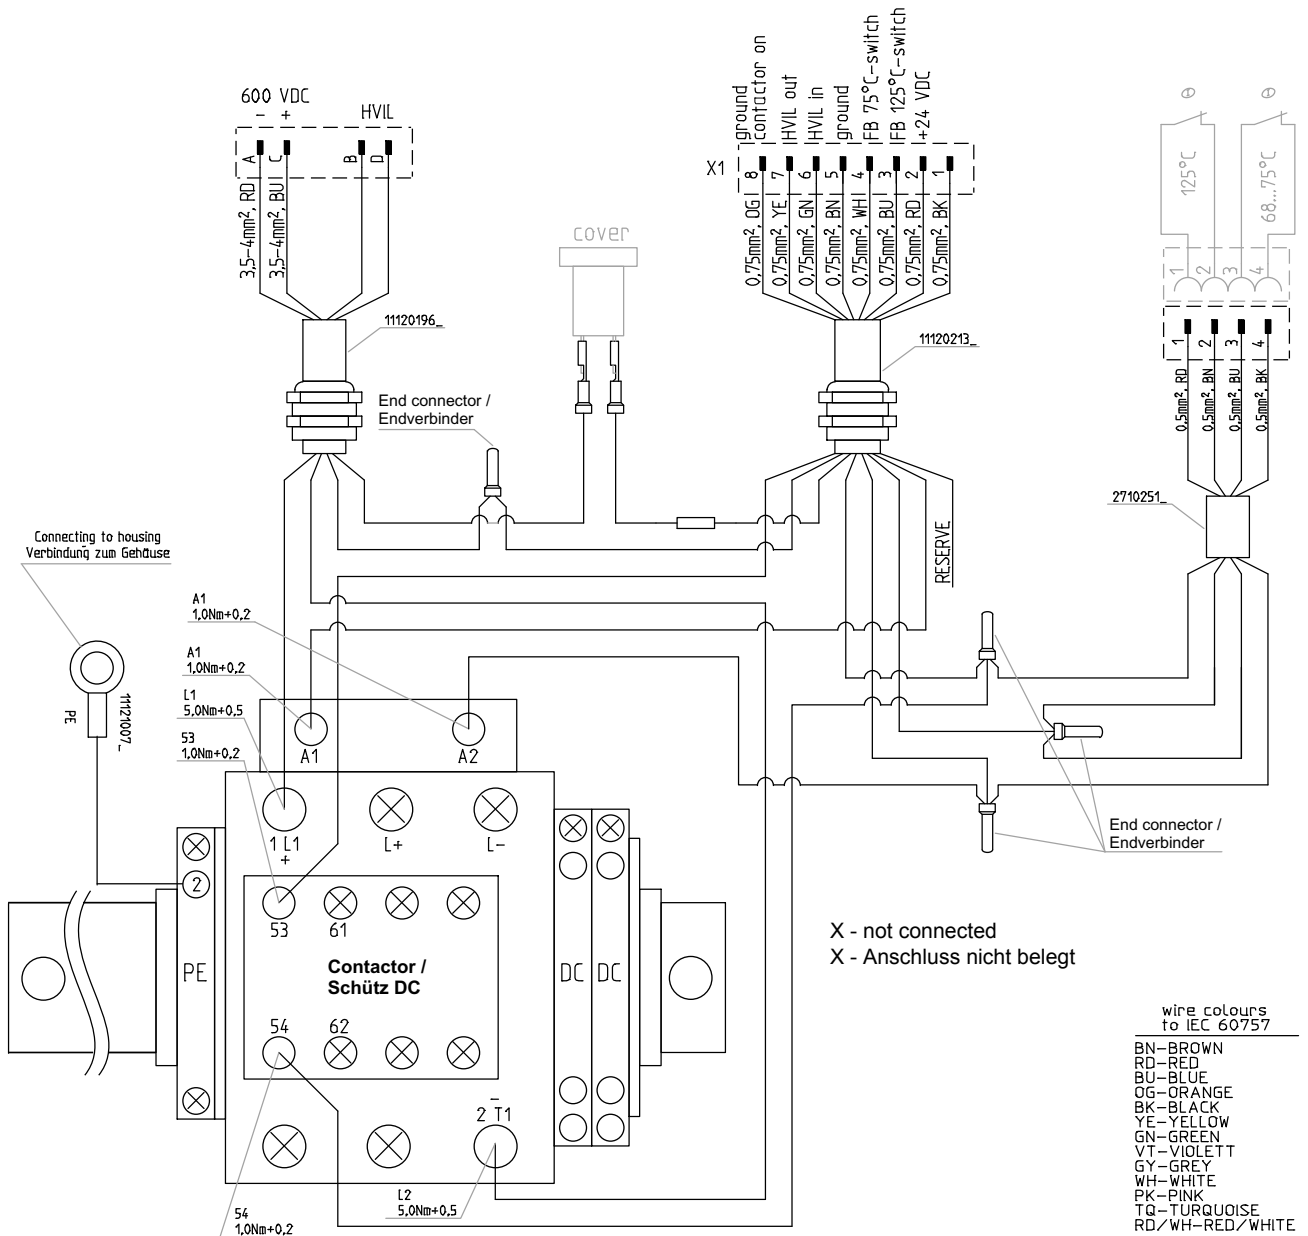 600 VDC
- +
HVIL
A
C
B
D
3,5-4mm², RD
3,5-4mm², BU
11120196_
End connector /
Endverbinder
cover
ground
contactor on
HVIL out
HVIL in
ground
FB 75°C-switch
FB 125°C-switch
+24 VDC
X1
8
7
6
5
4
3
2
1
0,75mm², OG
0,75mm², YE
0,75mm², GN
0,75mm², BN
0,75mm², WH
0,75mm², BU
0,75mm², RD
0,75mm², BK
11120213_
RESERVE
θ
θ
125°C
68...75°C
1
2
3
4
1
2
3
4
0,5mm², RD
0,5mm², BN
0,5mm², BU
0,5mm², BK
2710251_
Connecting to housing
Verbindung zum Gehäuse
PE
11121007_
A1
1,0Nm+0,2
A1
1,0Nm+0,2
L1
5,0Nm+0,5
53
1,0Nm+0,2
A1
A2
1 L1
+
L+
L-
2
53
61
PE
Contactor /
Schütz DC
DC
DC
54
62
-
2 T1
L2
5,0Nm+0,5
54
1,0Nm+0,2
End connector /
Endverbinder
X - not connected
X - Anschluss nicht belegt
wire colours
to IEC 60757
BN-BROWN
RD-RED
BU-BLUE
OG-ORANGE
BK-BLACK
YE-YELLOW
GN-GREEN
VT-VIOLETT
GY-GREY
WH-WHITE
PK-PINK
TQ-TURQUOISE
RD/WH-RED/WHITE